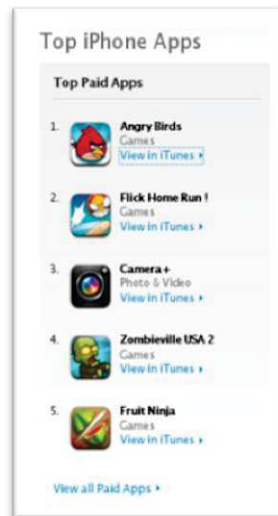 Top iPhone Apps
Top Paid Apps
1. Angry Birds
Games
View in iTunes ›
2. Flick Home Run !
Games
View in iTunes ›
3. Camera+
Photo & Video
View in iTunes ›
4. Zombieville USA 2
Games
View in iTunes ›
5. Fruit Ninja
Games
View in iTunes ›
View all Paid Apps ›